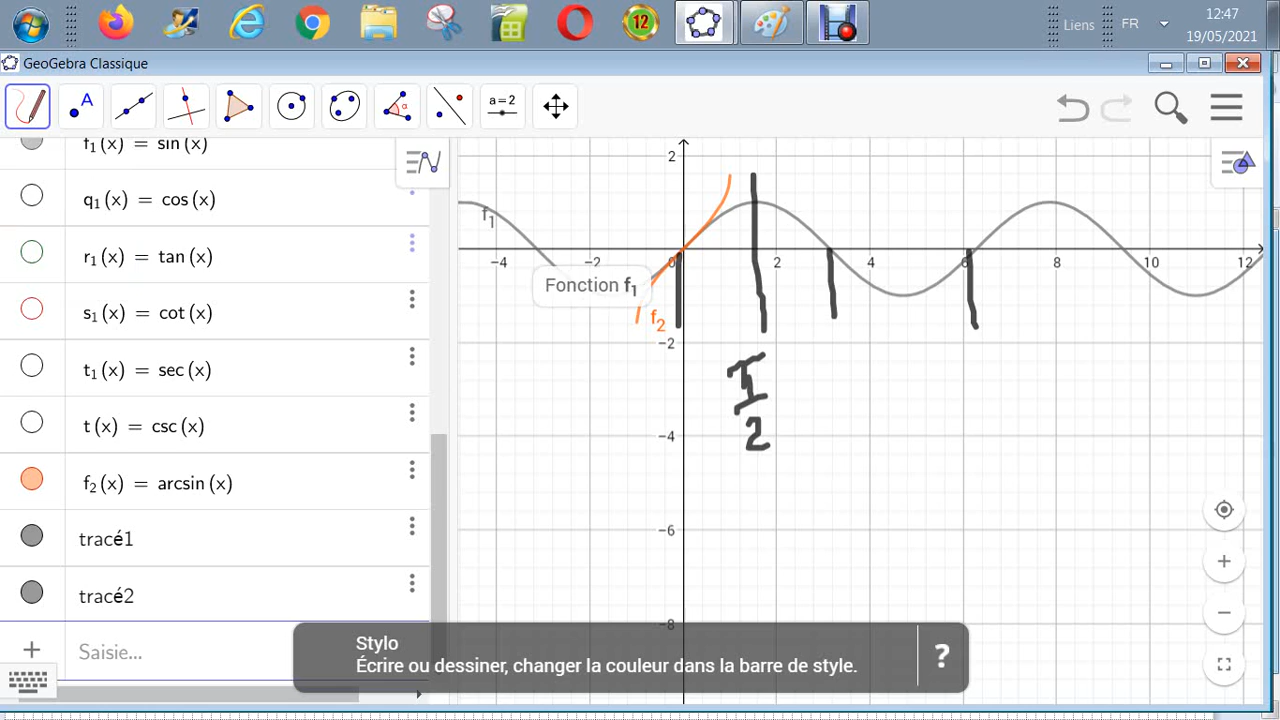 12
Liens
FR
12:47
19/05/2021
GeoGebra Classique
A
α
a = 2
f₁(x) = sin(x)
q₁(x) = cos(x)
r₁(x) = tan(x)
s₁(x) = cot(x)
t₁(x) = sec(x)
t(x) = csc(x)
f₂(x) = arcsin(x)
tracé1
tracé2
Saisie...
2
f₁
−4
−2
0
2
4
6
8
10
12
Fonction f₁
f₂
−2
π
2
−4
−6
−8
Stylo
Écrire ou dessiner, changer la couleur dans la barre de style.
?